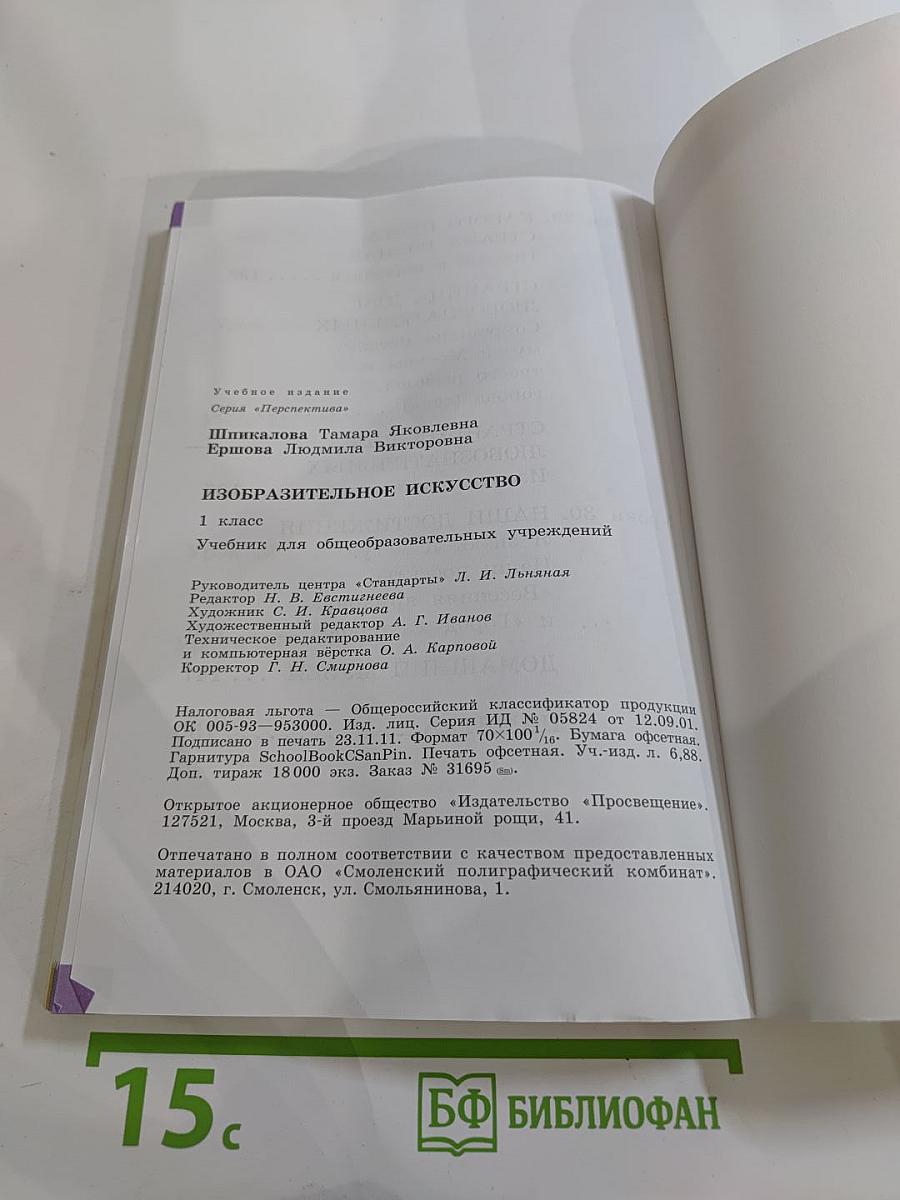 Учебное издание
Серия «Перспектива»
Шпикалова Тамара Яковлевна
Ершова Людмила Викторовна
ИЗОБРАЗИТЕЛЬНОЕ ИСКУССТВО
1 класс
Учебник для общеобразовательных учреждений
Руководитель центра «Стандарты» Л. И. Льняная
Редактор Н. В. Евстигнеева
Художник С. И. Кравцова
Художественный редактор А. Г. Иванов
Техническое редактирование
и компьютерная вёрстка О. А. Карповой
Корректор Г. Н. Смирнова
Налоговая льгота — Общероссийский классификатор продукции
ОК 005-93—953000. Изд. лиц. Серия ИД № 05824 от 12.09.01.
Подписано в печать 23.11.11. Формат 70×100 1/16. Бумага офсетная.
Гарнитура SchoolBookCSanPin. Печать офсетная. Уч.-изд. л. 6,88.
Доп. тираж 18 000 экз. Заказ № 31695 (Sm).
Открытое акционерное общество «Издательство «Просвещение».
127521, Москва, 3-й проезд Марьиной рощи, 41.
Отпечатано в полном соответствии с качеством предоставленных
материалов в ОАО «Смоленский полиграфический комбинат».
214020, г. Смоленск, ул. Смольянинова, 1.
15 с
БФ БИБЛИОФАН